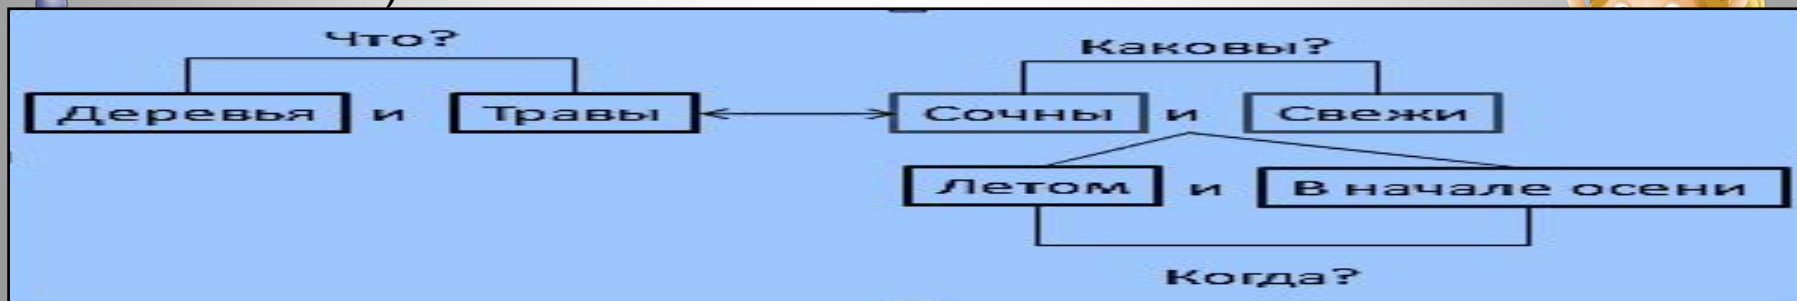 Что?
Каковы?
Деревья и Травы Сочны и Свежи
Летом и В начале осени
Когда?